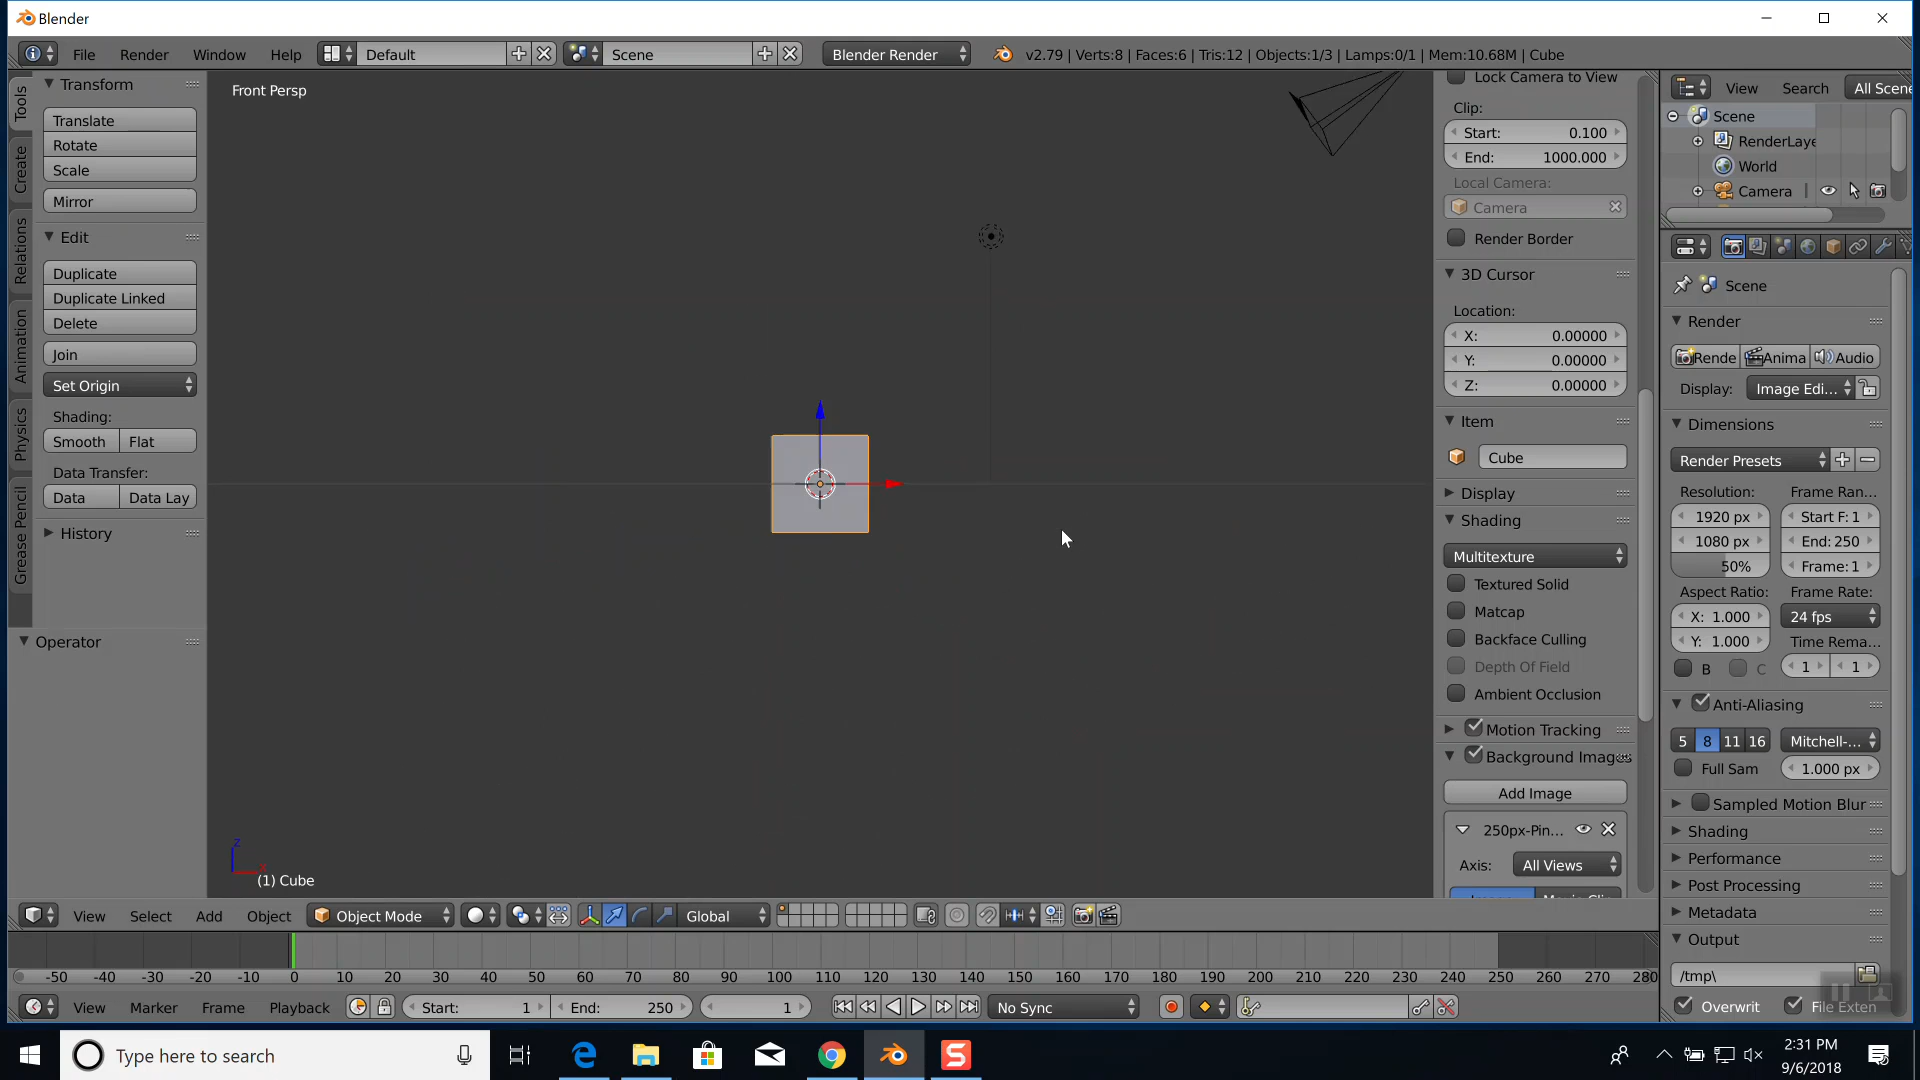 Blender
File Render Window Help Default Scene Blender Render v2.79 | Verts:8 | Faces:6 | Tris:12 | Objects:1/3 | Lamps:0/1 | Mem:10.68M | Cube
Tools
Create
Relations
Animation
Physics
Grease Pencil
Transform
Translate
Rotate
Scale
Mirror
Edit
Duplicate
Duplicate Linked
Delete
Join
Set Origin
Shading:
Smooth Flat
Data Transfer:
Data Data Lay
History
Operator
Front Persp
z
x
(1) Cube
Lock Camera to View
Clip:
Start: 0.100
End: 1000.000
Local Camera:
Camera
Render Border
3D Cursor
Location:
X: 0.00000
Y: 0.00000
Z: 0.00000
Item
Cube
Display
Shading
Multitexture
Textured Solid
Matcap
Backface Culling
Depth Of Field
Ambient Occlusion
Motion Tracking
Background Images
Add Image
250px-Pin...
Axis: All Views
View Search All Scene
Scene
RenderLaye
World
Camera
Scene
Render
Rende Anima Audio
Display: Image Edi...
Dimensions
Render Presets
Resolution: Frame Ran...
1920 px Start F: 1
1080 px End: 250
50% Frame: 1
Aspect Ratio: Frame Rate:
X: 1.000 24 fps
Y: 1.000 Time Rema...
B C 1 1
Anti-Aliasing
5 8 11 16 Mitchell-...
Full Sam 1.000 px
Sampled Motion Blur
Shading
Performance
Post Processing
Metadata
Output
/tmp\
Overwrit File Exten
View Select Add Object Object Mode Global
-50 -40 -30 -20 -10 0 10 20 30 40 50 60 70 80 90 100 110 120 130 140 150 160 170 180 190 200 210 220 230 240 250 260 270 280
View Marker Frame Playback Start: 1 End: 250 1 No Sync
Type here to search
2:31 PM
9/6/2018